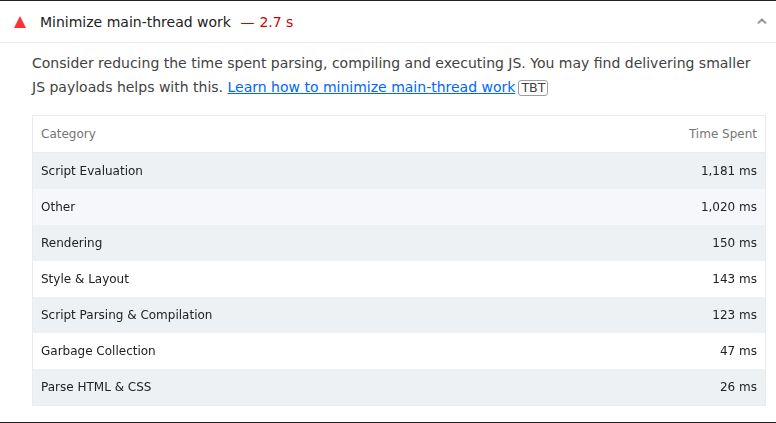 Minimize main-thread work — 2.7 s
Consider reducing the time spent parsing, compiling and executing JS. You may find delivering smaller
JS payloads helps with this. Learn how to minimize main-thread work TBT
Category Time Spent
Script Evaluation 1,181 ms
Other 1,020 ms
Rendering 150 ms
Style & Layout 143 ms
Script Parsing & Compilation 123 ms
Garbage Collection 47 ms
Parse HTML & CSS 26 ms